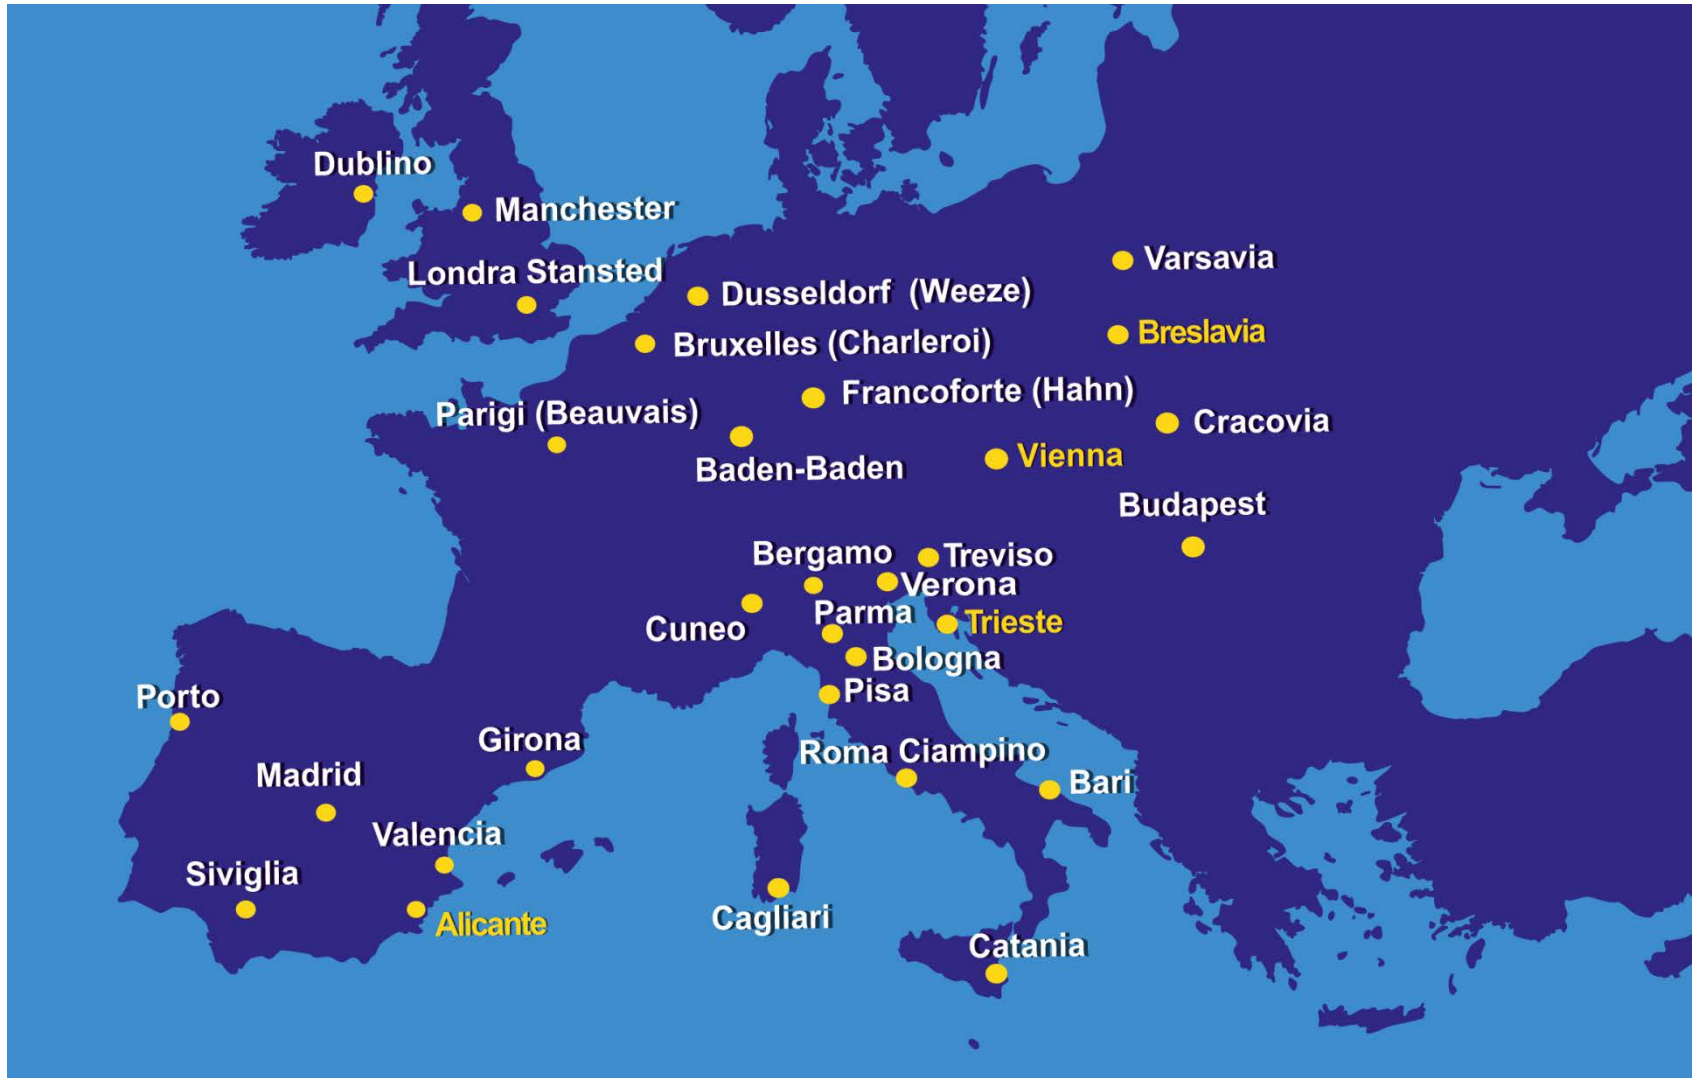 Dublino
Manchester
Londra Stansted
Varsavia
Dusseldorf (Weeze)
Breslavia
Bruxelles (Charleroi)
Francoforte (Hahn)
Parigi (Beauvais)
Cracovia
Vienna
Baden-Baden
Budapest
Bergamo
Treviso
Verona
Parma
Trieste
Cuneo
Bologna
Pisa
Porto
Girona
Roma Ciampino
Madrid
Bari
Valencia
Siviglia
Cagliari
Alicante
Catania